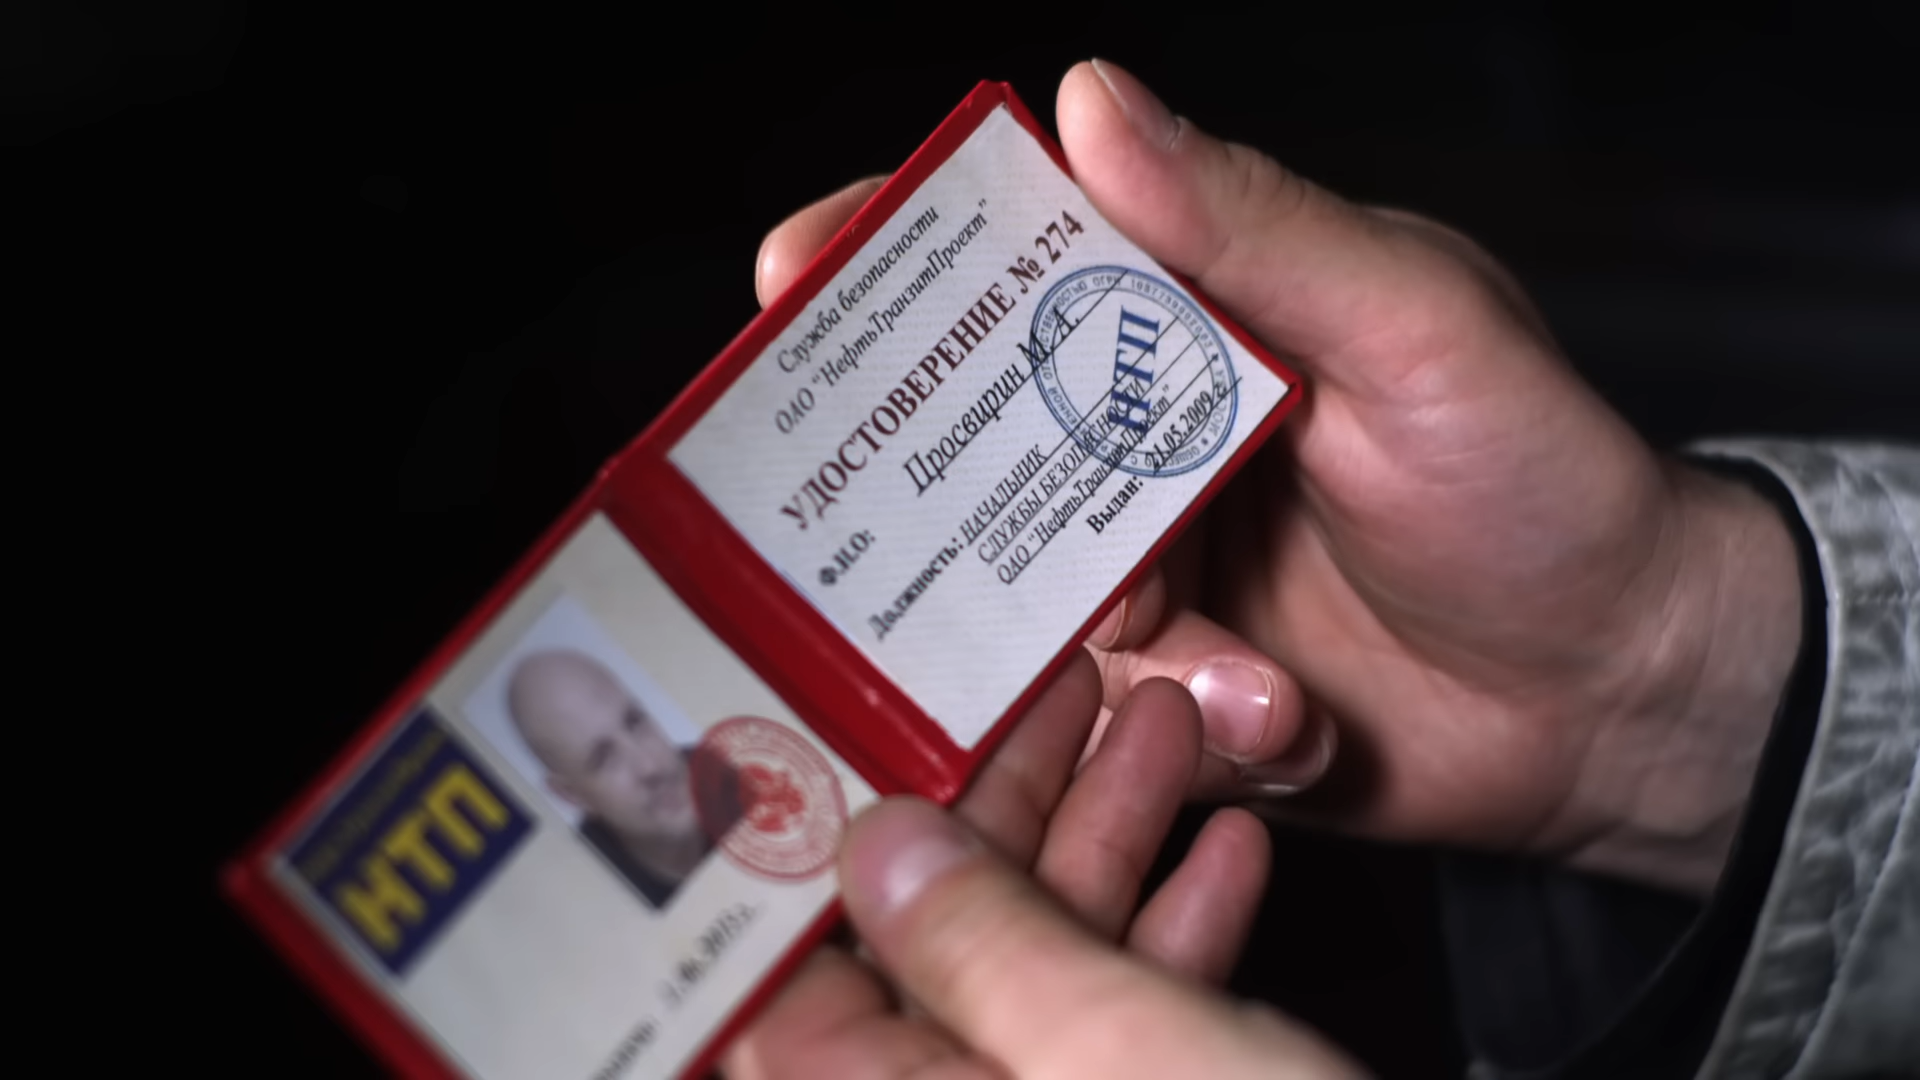 Служба безопасности
ОАО "НефтьТранзитПроект"
УДОСТОВЕРЕНИЕ № 274
Ф.И.О: Просвирин М. А.
Должность: НАЧАЛЬНИК
СЛУЖБЫ БЕЗОПАСНОСТИ
ОАО "НефтьТранзитПроект"
Выдан: 21.05.2009 г.
НТП
НТП